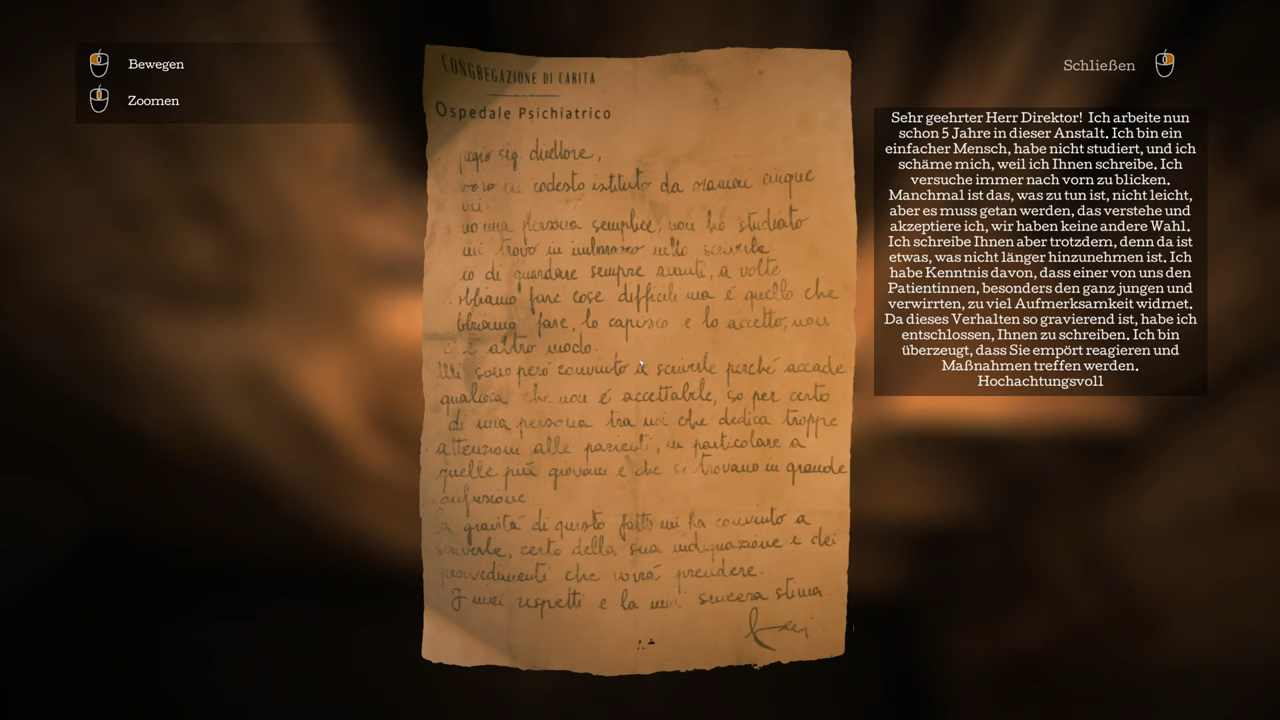 Bewegen
Zoomen
Schließen
CONGREGAZIONE DI CARITA
Ospedale Psichiatrico
sig. direttore,
codesto istituto da oramai cinque
una persona semplice, non ho studiato
mi trovo in imbarazzo nello scriverle.
io di guardare sempre avanti, a volte
bbiamo fare cose difficili ma é quello che
bbiamo fare, lo capisco e lo accetto, non
altro modo.
Mi sono però convinto a scriverle perché accade
qualcosa che non é accettabile, so per certo
di una persona tra noi che dedica troppe
attenzioni alle pazienti, in particolare a
quelle più giovani e che si trovano in grande
confusione.
La gravità di questo fatto mi ha convinto a
scriverle, certo della sua indignazione e dei
provvedimenti che vorrà prendere.
I miei rispetti e la mia sincera stima.
Sehr geehrter Herr Direktor! Ich arbeite nun
schon 5 Jahre in dieser Anstalt. Ich bin ein
einfacher Mensch, habe nicht studiert, und ich
schäme mich, weil ich Ihnen schreibe. Ich
versuche immer nach vorn zu blicken.
Manchmal ist das, was zu tun ist, nicht leicht,
aber es muss getan werden, das verstehe und
akzeptiere ich, wir haben keine andere Wahl.
Ich schreibe Ihnen aber trotzdem, denn da ist
etwas, was nicht länger hinzunehmen ist. Ich
habe Kenntnis davon, dass einer von uns den
Patientinnen, besonders den ganz jungen und
verwirrten, zu viel Aufmerksamkeit widmet.
Da dieses Verhalten so gravierend ist, habe ich
entschlossen, Ihnen zu schreiben. Ich bin
überzeugt, dass Sie empört reagieren und
Maßnahmen treffen werden.
Hochachtungsvoll